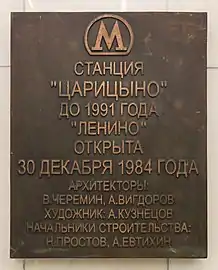 М
СТАНЦИЯ
"ЦАРИЦЫНО"
ДО 1991 ГОДА
"ЛЕНИНО"
ОТКРЫТА
30 ДЕКАБРЯ 1984 ГОДА
АРХИТЕКТОРЫ:
В.ЧЕРЕМИН, А.ВИГДОРОВ
ХУДОЖНИК: А.КУЗНЕЦОВ
НАЧАЛЬНИКИ СТРОИТЕЛЬСТВА:
Н.ПРОСТОВ, А.ЕВТИХИН